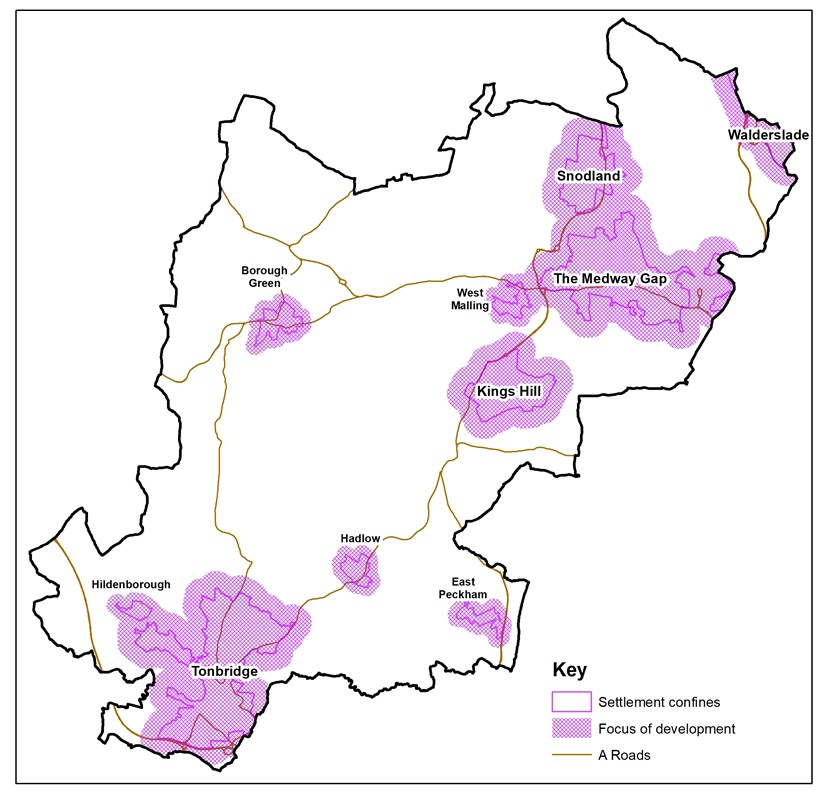 Walderslade
Snodland
Borough
Green
The Medway Gap
West
Malling
Kings Hill
Hadlow
Hildenborough
East
Peckham
Tonbridge
Key
Settlement confines
Focus of development
A Roads